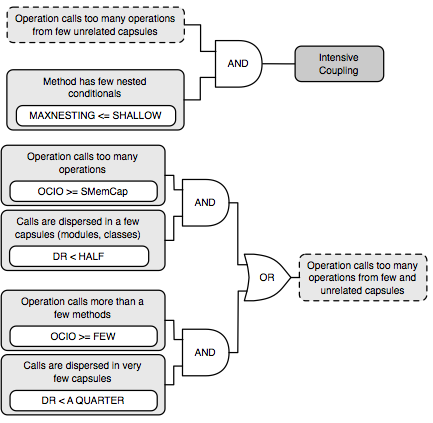 Operation calls too many operations
from few unrelated capsules
AND
Intensive
Coupling
Method has few nested
conditionals
MAXNESTING <= SHALLOW
Operation calls too many
operations
OCIO >= SMemCap
AND
Calls are dispersed in a few
capsules (modules, classes)
DR < HALF
OR
Operation calls too many
operations from few and
unrelated capsules
Operation calls more than a
few methods
OCIO >= FEW
AND
Calls are dispersed in very
few capsules
DR < A QUARTER